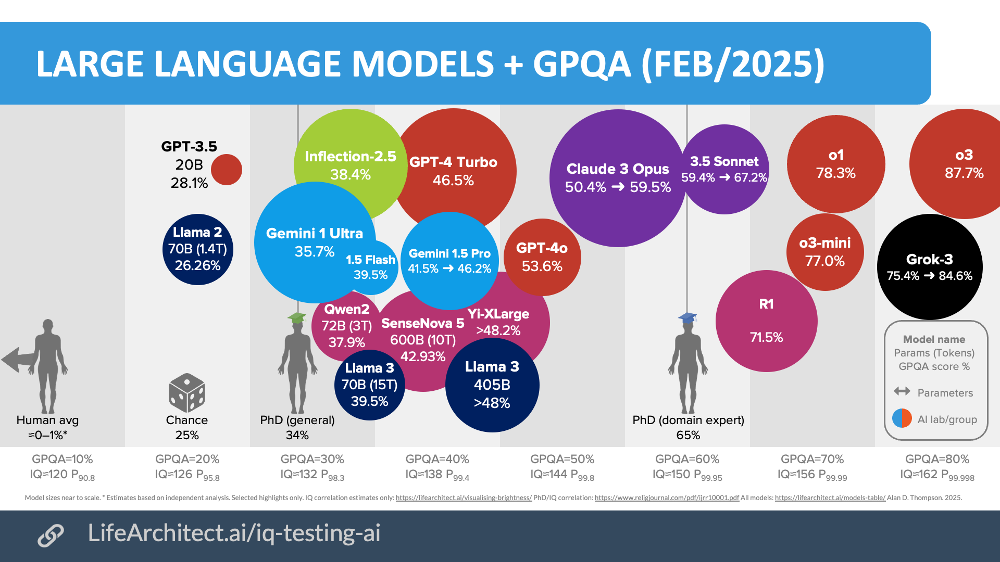 LARGE LANGUAGE MODELS + GPQA (FEB/2025)
GPT-3.5
20B
28.1%
Inflection-2.5
38.4%
GPT-4 Turbo
46.5%
Claude 3 Opus
50.4% ➜ 59.5%
3.5 Sonnet
59.4% ➜ 67.2%
o1
78.3%
o3
87.7%
Llama 2
70B (1.4T)
26.26%
Gemini 1 Ultra
35.7%
1.5 Flash
39.5%
Gemini 1.5 Pro
41.5% ➜ 46.2%
GPT-4o
53.6%
o3-mini
77.0%
Grok-3
75.4% ➜ 84.6%
Qwen2
72B (3T)
37.9%
SenseNova 5
600B (10T)
42.93%
Yi-XLarge
>48.2%
R1
71.5%
Llama 3
70B (15T)
39.5%
Llama 3
405B
>48%
Model name
Params (Tokens)
GPQA score %
Parameters
AI lab/group
Human avg
≈0–1%*
Chance
25%
PhD (general)
34%
PhD (domain expert)
65%
GPQA=10%
IQ≈120 P90.8
GPQA=20%
IQ≈126 P95.8
GPQA=30%
IQ≈132 P98.3
GPQA=40%
IQ≈138 P99.4
GPQA=50%
IQ≈144 P99.8
GPQA=60%
IQ≈150 P99.95
GPQA=70%
IQ≈156 P99.99
GPQA=80%
IQ≈162 P99.998
Model sizes near to scale. * Estimates based on independent analysis. Selected highlights only. IQ correlation estimates only: https://lifearchitect.ai/visualising-brightness/ PhD/IQ correlation: https://www.religjournal.com/pdf/ijrr10001.pdf All models: https://lifearchitect.ai/models-table/ Alan D. Thompson. 2025.
LifeArchitect.ai/iq-testing-ai